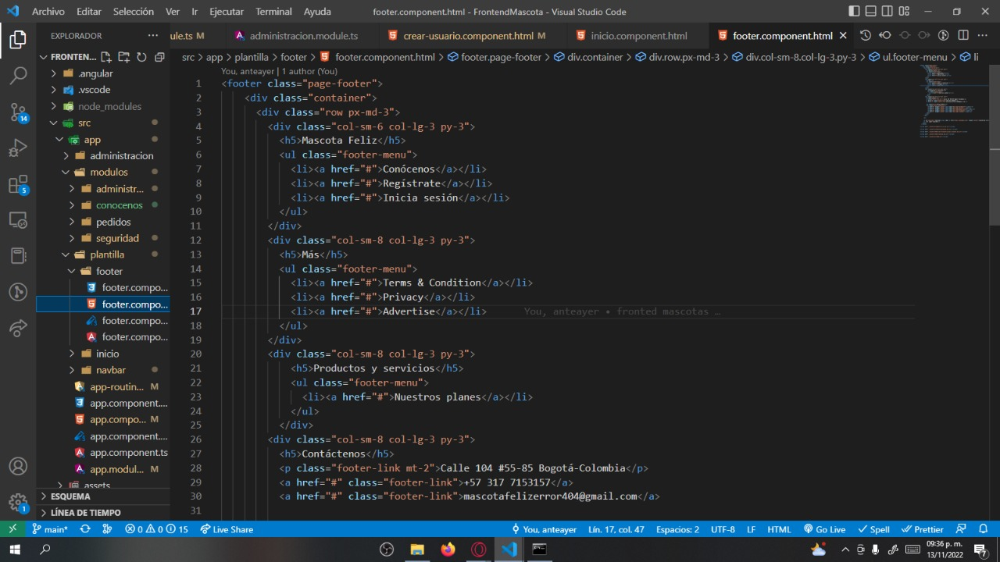 Archivo Editar Selección Ver Ir Ejecutar Terminal Ayuda footer.component.html - FrontendMascota - Visual Studio Code
EXPLORADOR
ule.ts M administracion.module.ts crear-usuario.component.html M inicio.component.html footer.component.html
FRONTEN...
src > app > plantilla > footer > footer.component.html > footer.page-footer > div.container > div.row.px-md-3 > div.col-sm-8.col-lg-3.py-3 > ul.footer-menu > li
.angular
.vscode
node_modules
src
app
administracion
modulos
administr...
conocenos
pedidos
seguridad
plantilla
footer
footer.compo...
footer.compo...
footer.compo...
footer.compo...
inicio
navbar
app-routin... M
app.component....
app.compo... M
app.component....
app.component.ts
app.modul... M
assets
ESQUEMA
LÍNEA DE TIEMPO
14
5
1
You, anteayer | 1 author (You)
1 <footer class="page-footer">
2 <div class="container">
3 <div class="row px-md-3">
4 <div class="col-sm-6 col-lg-3 py-3">
5 <h5>Mascota Feliz</h5>
6 <ul class="footer-menu">
7 <li><a href="#">Conócenos</a></li>
8 <li><a href="#">Regístrate</a></li>
9 <li><a href="#">Inicia sesión</a></li>
10 </ul>
11 </div>
12 <div class="col-sm-8 col-lg-3 py-3">
13 <h5>Más</h5>
14 <ul class="footer-menu">
15 <li><a href="#">Terms & Condition</a></li>
16 <li><a href="#">Privacy</a></li>
17 <li><a href="#">Advertise</a></li> You, anteayer • fronted mascotas …
18 </ul>
19 </div>
20 <div class="col-sm-8 col-lg-3 py-3">
21 <h5>Productos y servicios</h5>
22 <ul class="footer-menu">
23 <li><a href="#">Nuestros planes</a></li>
24 </ul>
25 </div>
26 <div class="col-sm-8 col-lg-3 py-3">
27 <h5>Contáctenos</h5>
28 <p class="footer-link mt-2">Calle 104 #55-85 Bogotá-Colombia</p>
29 <a href="#" class="footer-link">+57 317 7153157</a>
30 <a href="#" class="footer-link">mascotafelizerror404@gmail.com</a>
31
main* 0 0 15 Live Share You, anteayer Lín. 17, col. 47 Espacios: 2 UTF-8 LF HTML Go Live Spell Prettier
09:36 p. m.
13/11/2022